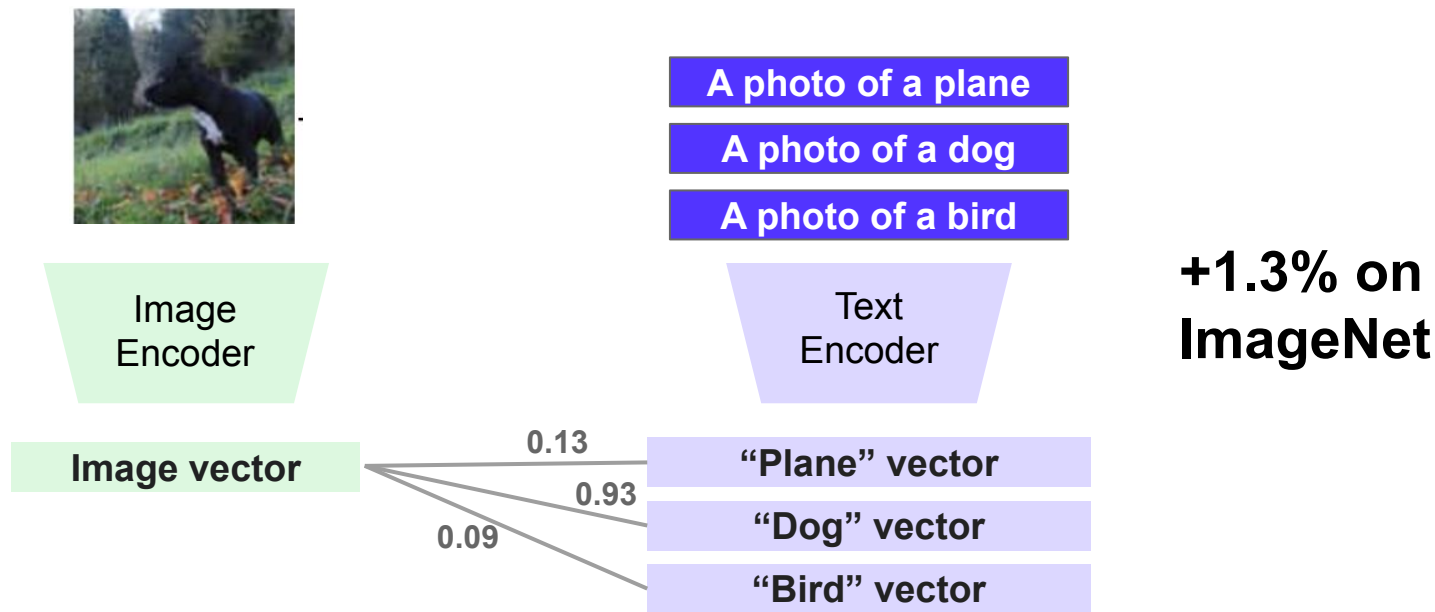 A photo of a plane
A photo of a dog
A photo of a bird
Image
Encoder
Text
Encoder
+1.3% on
ImageNet
Image vector
0.13
0.93
0.09
“Plane” vector
“Dog” vector
“Bird” vector